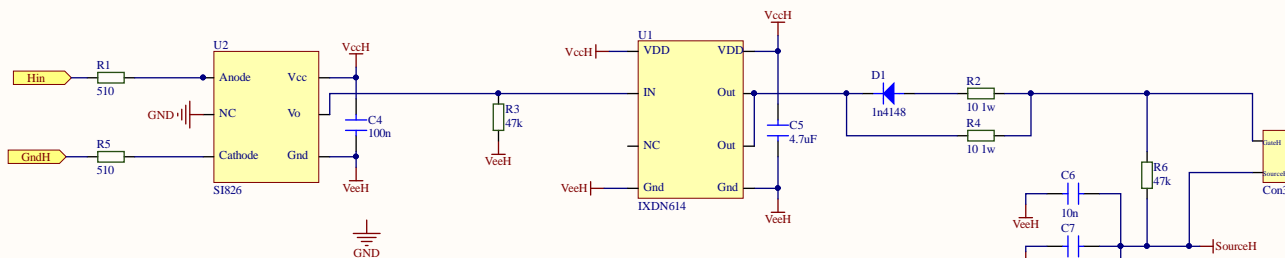 Hin
R1
510
GndH
R5
510
GND
U2
Anode
Vcc
NC
Vo
Cathode
Gnd
SI826
VccH
C4
100n
VeeH
GND
R3
47k
VeeH
VccH
VeeH
U1
VDD
VDD
IN
Out
NC
Out
Gnd
Gnd
IXDN614
VccH
C5
4.7uF
VeeH
D1
1n4148
R2
10 1w
R4
10 1w
R6
47k
C6
10n
VeeH
C7
SourceH
GateH